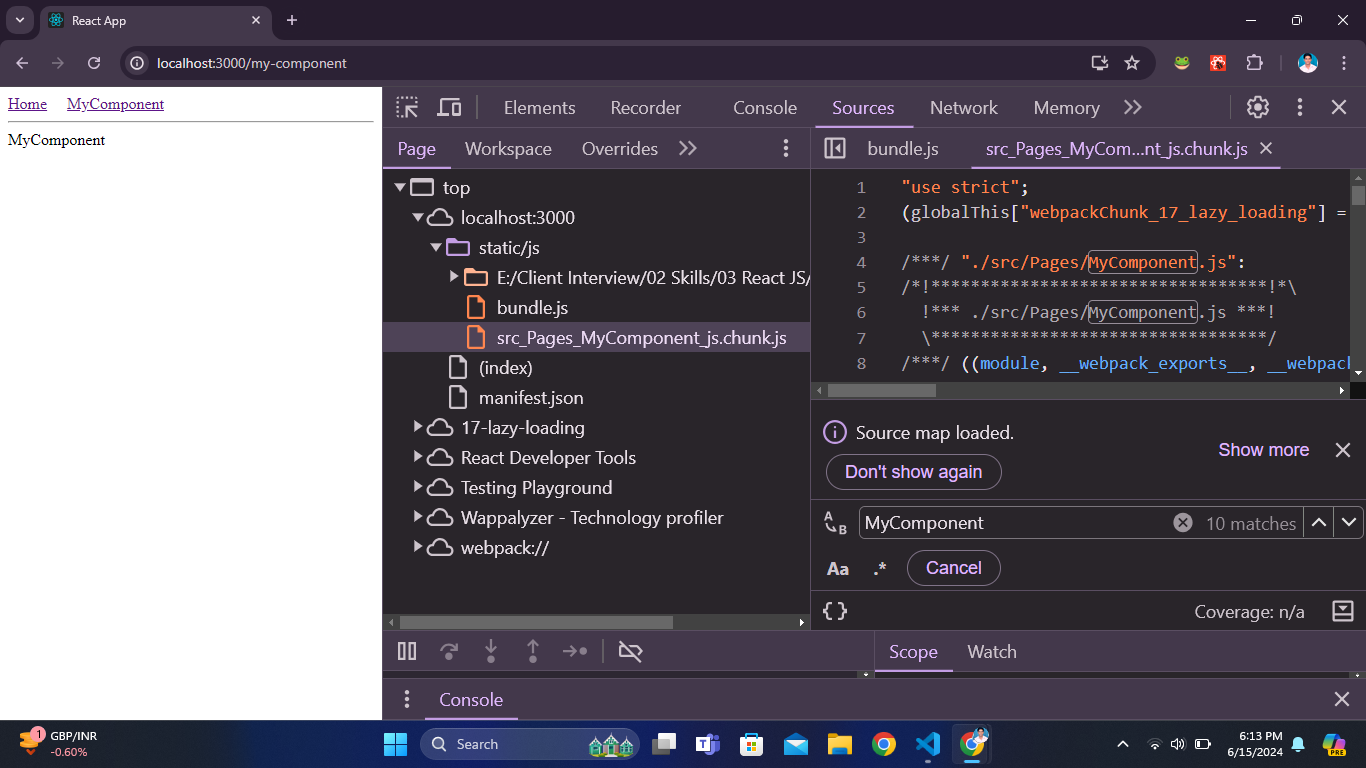 React App
localhost:3000/my-component
Home MyComponent
MyComponent
Elements Recorder Console Sources Network Memory
Page Workspace Overrides
top
localhost:3000
static/js
E:/Client Interview/02 Skills/03 React JS/
bundle.js
src_Pages_MyComponent_js.chunk.js
(index)
manifest.json
17-lazy-loading
React Developer Tools
Testing Playground
Wappalyzer - Technology profiler
webpack://
bundle.js src_Pages_MyCom...nt_js.chunk.js
1 "use strict";
2 (globalThis["webpackChunk_17_lazy_loading"] =
3
4 /***/ "./src/Pages/MyComponent.js":
5 /*!**********************************!*\
6 !*** ./src/Pages/MyComponent.js ***!
7 \**********************************/
8 /***/ ((module, __webpack_exports__, __webpack
Source map loaded.
Don't show again
Show more
A
B
MyComponent 10 matches
Aa .* Cancel
{} Coverage: n/a
Scope Watch
Console
1
GBP/INR
-0.60%
Search
6:13 PM
6/15/2024
PRE